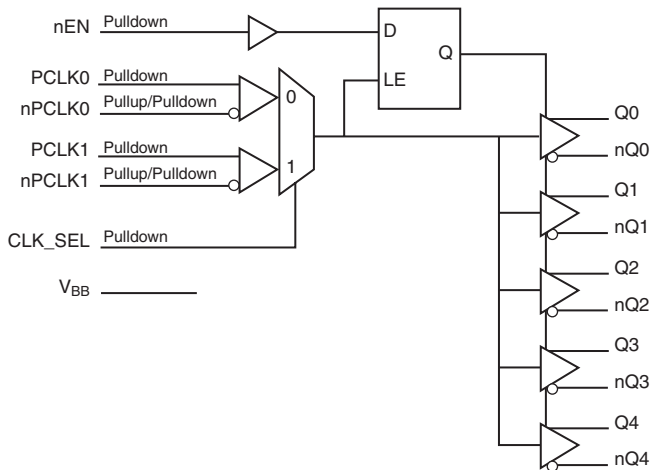 nEN Pulldown
D
Q
LE
PCLK0 Pulldown
nPCLK0 Pullup/Pulldown
0
PCLK1 Pulldown
nPCLK1 Pullup/Pulldown
1
CLK_SEL Pulldown
VBB
Q0
nQ0
Q1
nQ1
Q2
nQ2
Q3
nQ3
Q4
nQ4